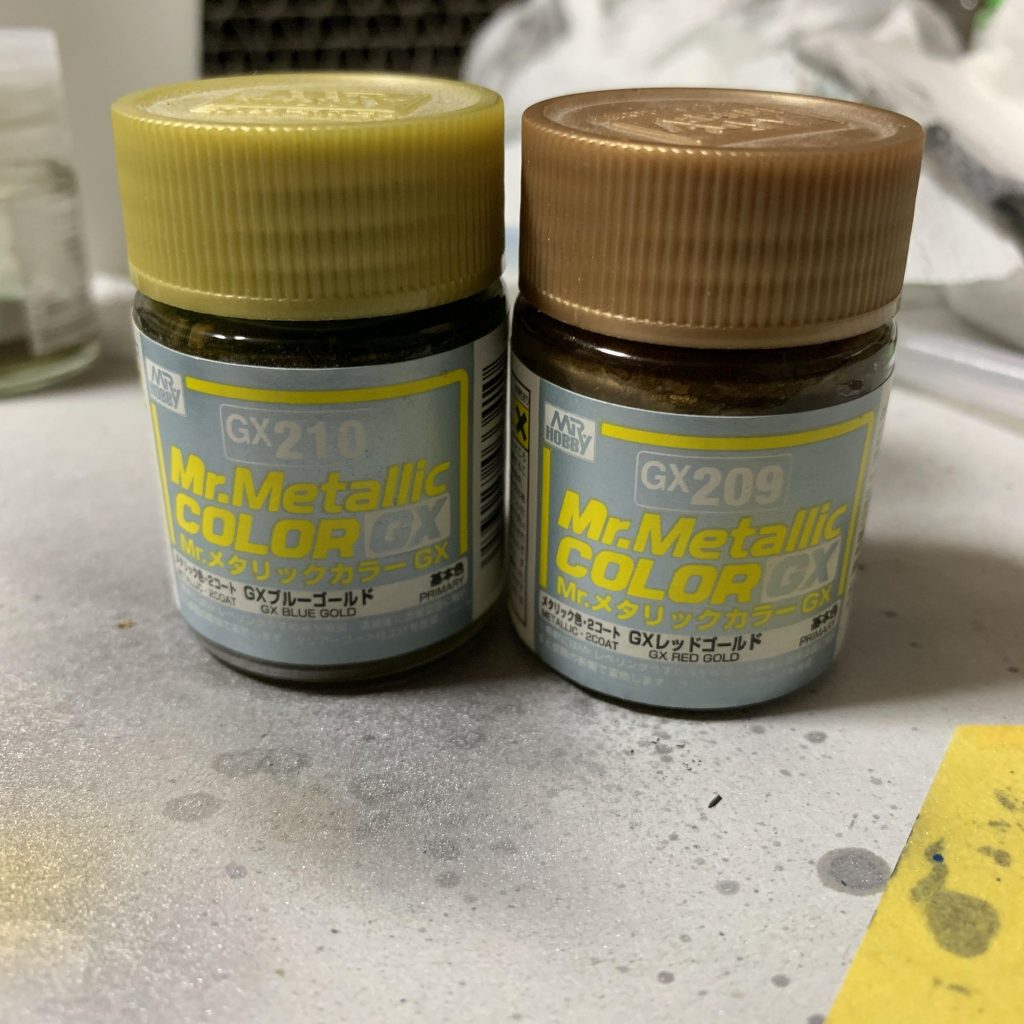 MR
HOBBY
GX210
Mr.Metallic
COLOR GX
Mr.メタリックカラー GX
メタリック色・2コート
METALLIC・2COAT
GXブルーゴールド
GX BLUE GOLD
基本色
PRIMARY
MR
HOBBY
GX209
Mr.Metallic
COLOR GX
Mr.メタリックカラー GX
メタリック色・2コート
METALLIC・2COAT
GXレッドゴールド
GX RED GOLD
基本色
PRIMARY